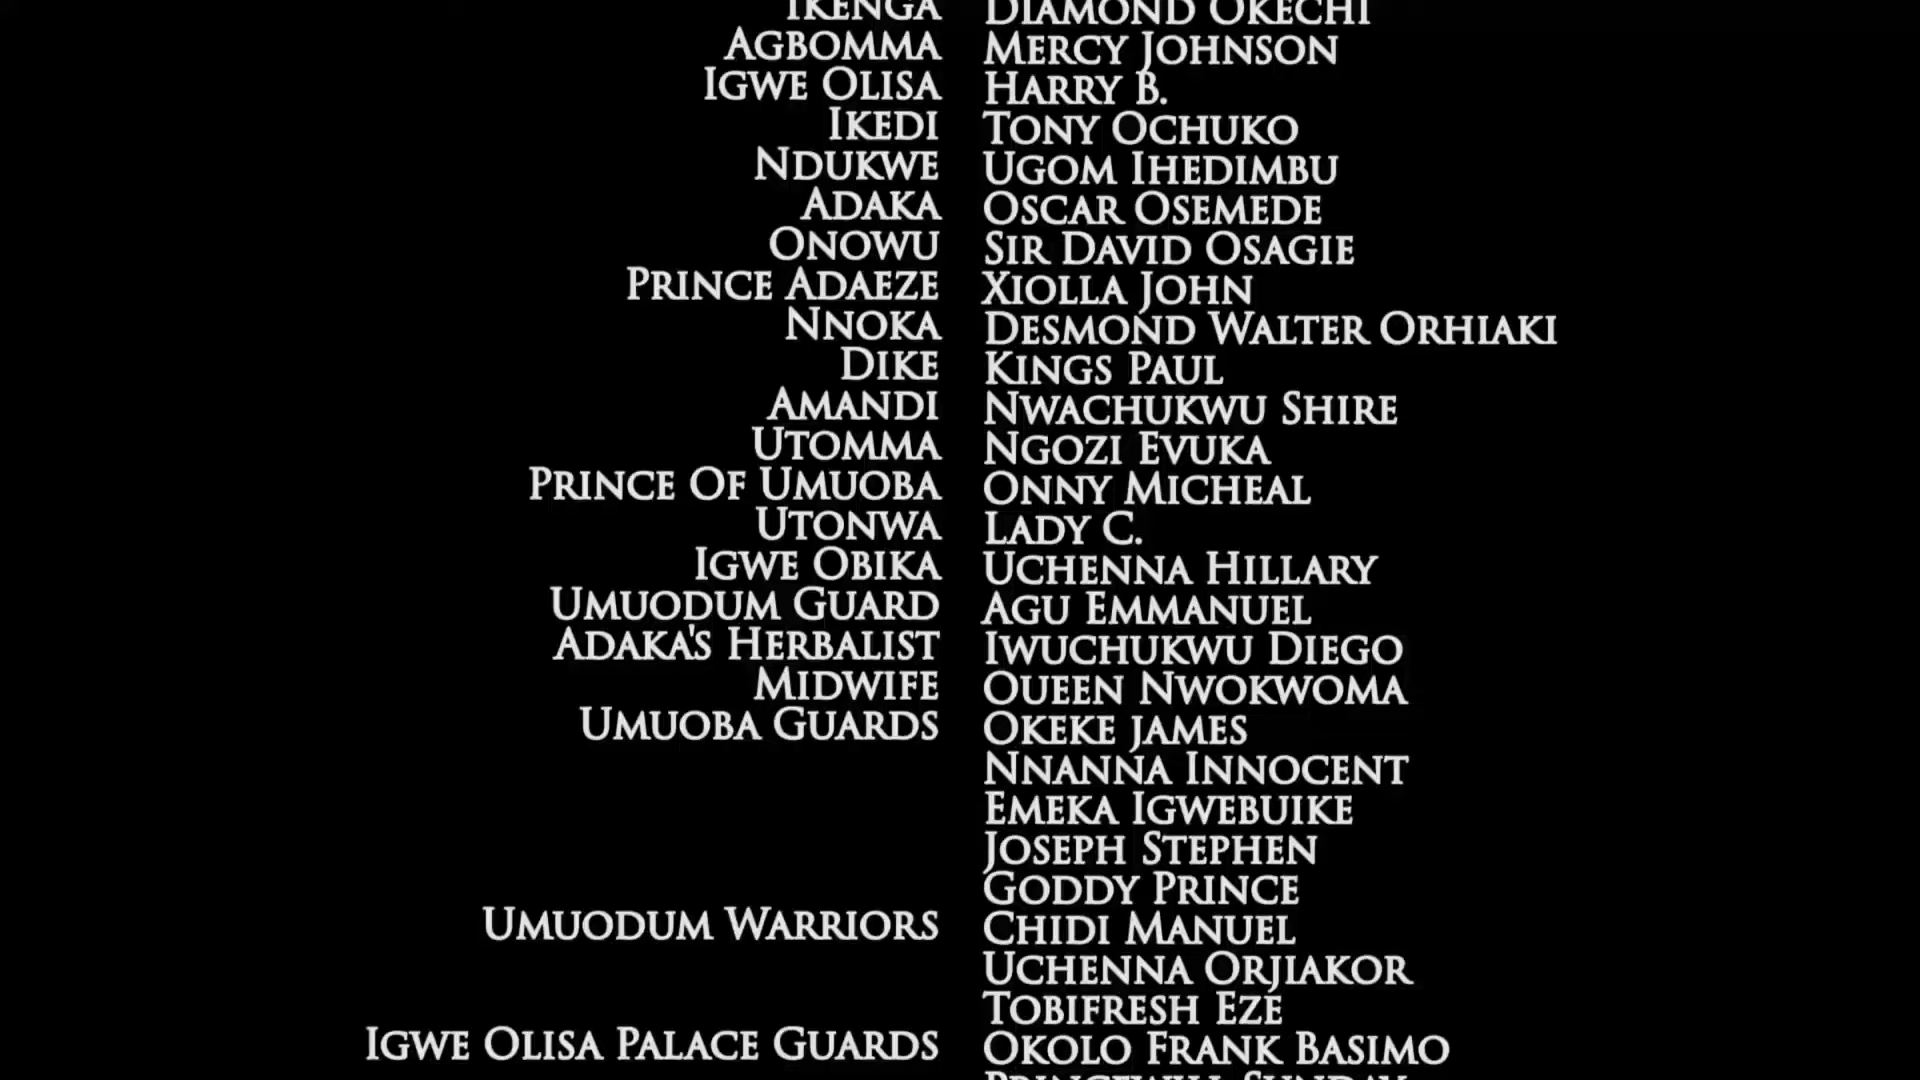 IKENGA DIAMOND OKECHI
AGBOMMA MERCY JOHNSON
IGWE OLISA HARRY B.
IKEDI TONY OCHUKO
NDUKWE UGOM IHEDIMBU
ADAKA OSCAR OSEMEDE
ONOWU SIR DAVID OSAGIE
PRINCE ADAEZE XIOLLA JOHN
NNOKA DESMOND WALTER ORHIAKI
DIKE KINGS PAUL
AMANDI NWACHUKWU SHIRE
UTOMMA NGOZI EVUKA
PRINCE OF UMUOBA ONNY MICHEAL
UTONWA LADY C.
IGWE OBIKA UCHENNA HILLARY
UMUODUM GUARD AGU EMMANUEL
ADAKA'S HERBALIST IWUCHUKWU DIEGO
MIDWIFE OUEEN NWOKWOMA
UMUOBA GUARDS OKEKE JAMES
NNANNA INNOCENT
EMEKA IGWEBUIKE
JOSEPH STEPHEN
GODDY PRINCE
UMUODUM WARRIORS CHIDI MANUEL
UCHENNA ORJIAKOR
TOBIFRESH EZE
IGWE OLISA PALACE GUARDS OKOLO FRANK BASIMO
PRINCEWILL SUNDAY